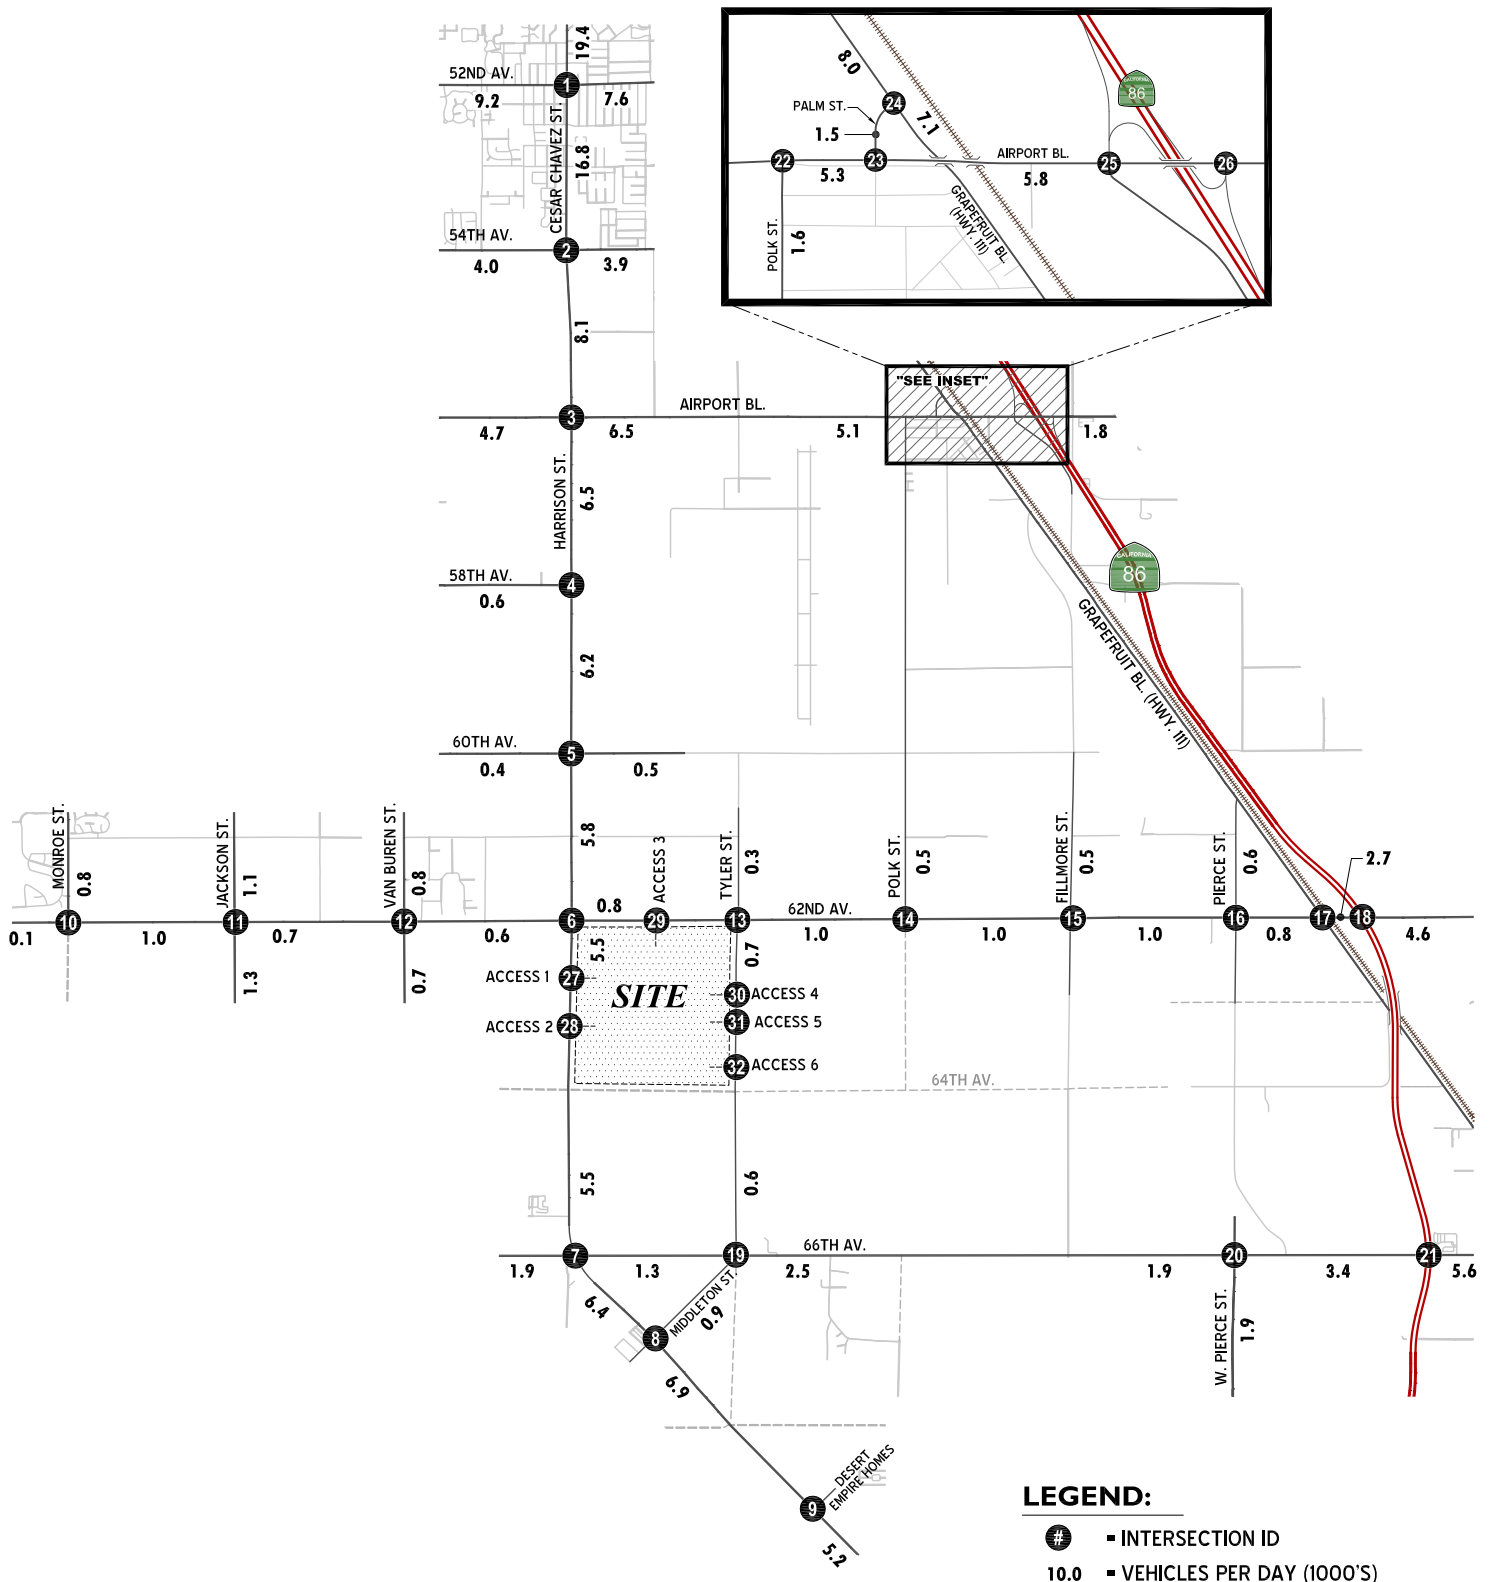 19.4
52ND AV.
1
9.2
7.6
CESAR CHAVEZ ST.
16.8
54TH AV.
2
4.0
3.9
8.1
8.0
CALIFORNIA
86
PALM ST.
24
7.1
1.5
22
23
AIRPORT BL.
25
26
5.3
5.8
POLK ST.
1.6
GRAPEFRUIT BL.
(HWY. 111)
"SEE INSET"
AIRPORT BL.
3
4.7
6.5
5.1
1.8
HARRISON ST.
6.5
58TH AV.
4
0.6
CALIFORNIA
86
GRAPEFRUIT BL. (HWY. 111)
6.2
60TH AV.
5
0.4
0.5
MONROE ST.
0.8
JACKSON ST.
1.1
VAN BUREN ST.
0.8
5.8
ACCESS 3
TYLER ST.
0.3
POLK ST.
0.5
FILLMORE ST.
0.5
PIERCE ST.
0.6
2.7
10
11
12
6
0.8
29
13
62ND AV.
14
15
16
17
18
0.1
1.0
0.7
0.6
1.0
1.0
1.0
0.8
4.6
1.3
0.7
5.5
0.7
ACCESS 1
27
SITE
30
ACCESS 4
ACCESS 2
28
31
ACCESS 5
32
ACCESS 6
64TH AV.
5.5
0.6
7
19
66TH AV.
20
21
1.9
1.3
2.5
1.9
3.4
5.6
6.4
MIDDLETON ST.
0.9
8
W. PIERCE ST.
1.9
6.9
DESERT
EMPIRE HOMES
9
5.2
LEGEND:
# = INTERSECTION ID
10.0 = VEHICLES PER DAY (1000'S)